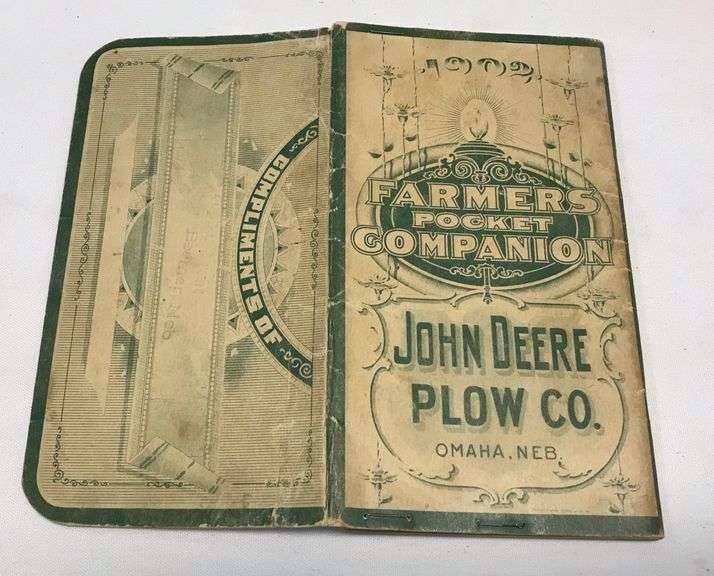 COMPLIMENTS OF
1902
FARMERS
POCKET
COMPANION
JOHN DEERE
PLOW CO.
OMAHA, NEB.